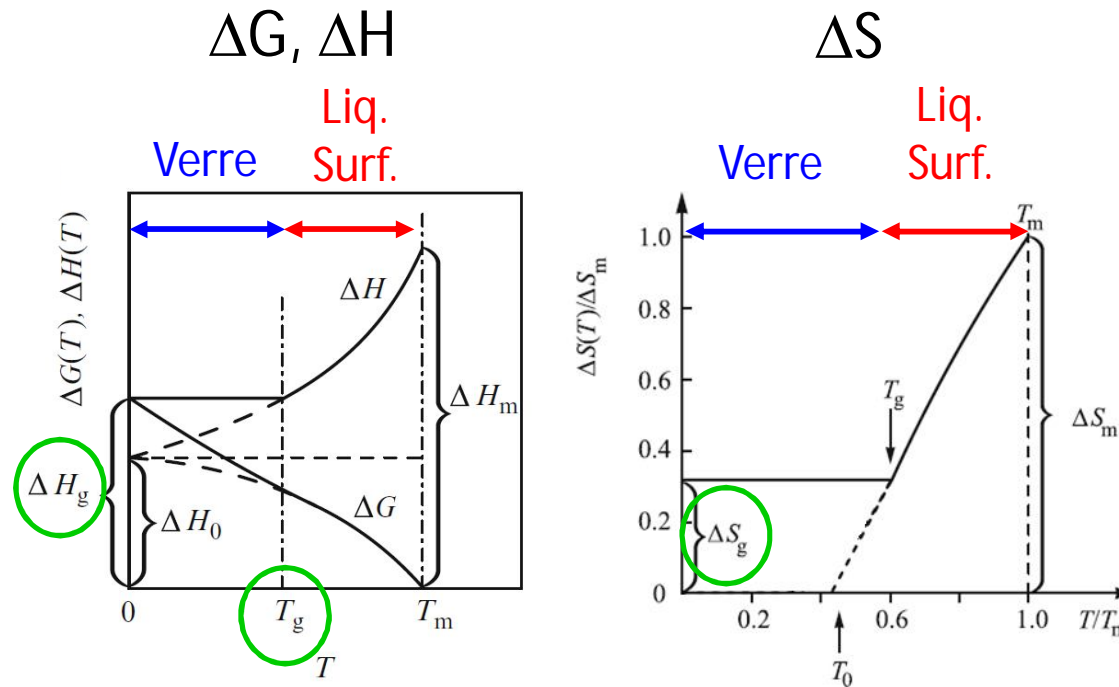 ΔG, ΔH
Verre
Liq.
Surf.
ΔG(T), ΔH(T)
ΔH
ΔH_m
ΔH_g
ΔH_0
ΔG
0
T_g
T_m
T
ΔS
Verre
Liq.
Surf.
ΔS(T)/ΔS_m
T_m
1.0
0.8
0.6
T_g
0.4
ΔS_m
0.2
ΔS_g
0
0.2
0.6
1.0
T/T_m
T_0